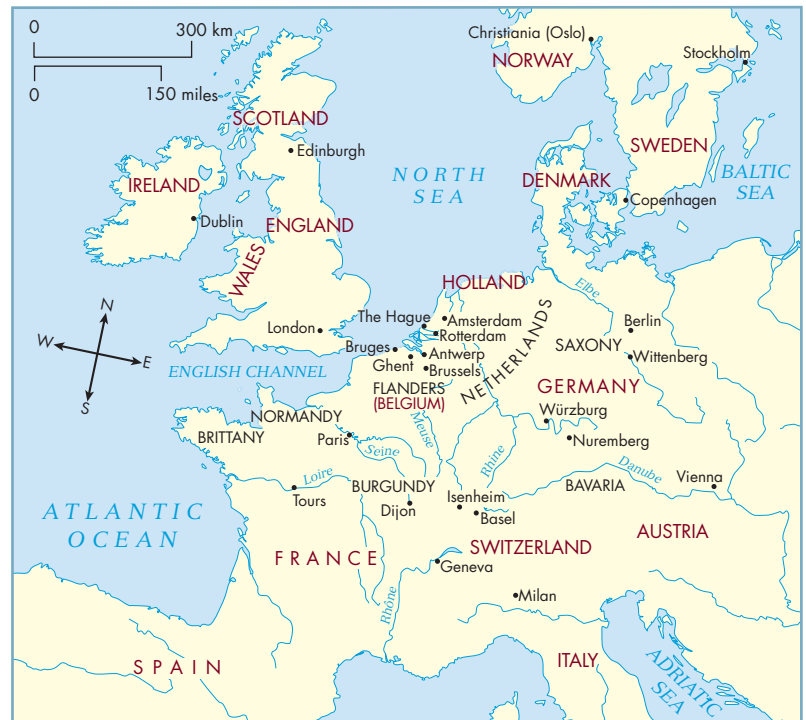 0 300 km
0 150 miles
Christiania (Oslo)
NORWAY
Stockholm
SCOTLAND
Edinburgh
NORTH
SEA
SWEDEN
BALTIC
SEA
IRELAND
DENMARK
Copenhagen
Dublin
ENGLAND
WALES
HOLLAND
Elbe
N
W
E
S
London
The Hague
Amsterdam
Rotterdam
Berlin
Bruges
Antwerp
NETHERLANDS
SAXONY
Wittenberg
Ghent
Brussels
ENGLISH CHANNEL
FLANDERS
(BELGIUM)
GERMANY
NORMANDY
Meuse
Würzburg
BRITTANY
Paris
Seine
Rhine
Nuremberg
Loire
Danube
Vienna
Tours
BURGUNDY
Dijon
Isenheim
Basel
BAVARIA
ATLANTIC
OCEAN
FRANCE
SWITZERLAND
AUSTRIA
Geneva
Rhône
Milan
SPAIN
ITALY
ADRIATIC
SEA